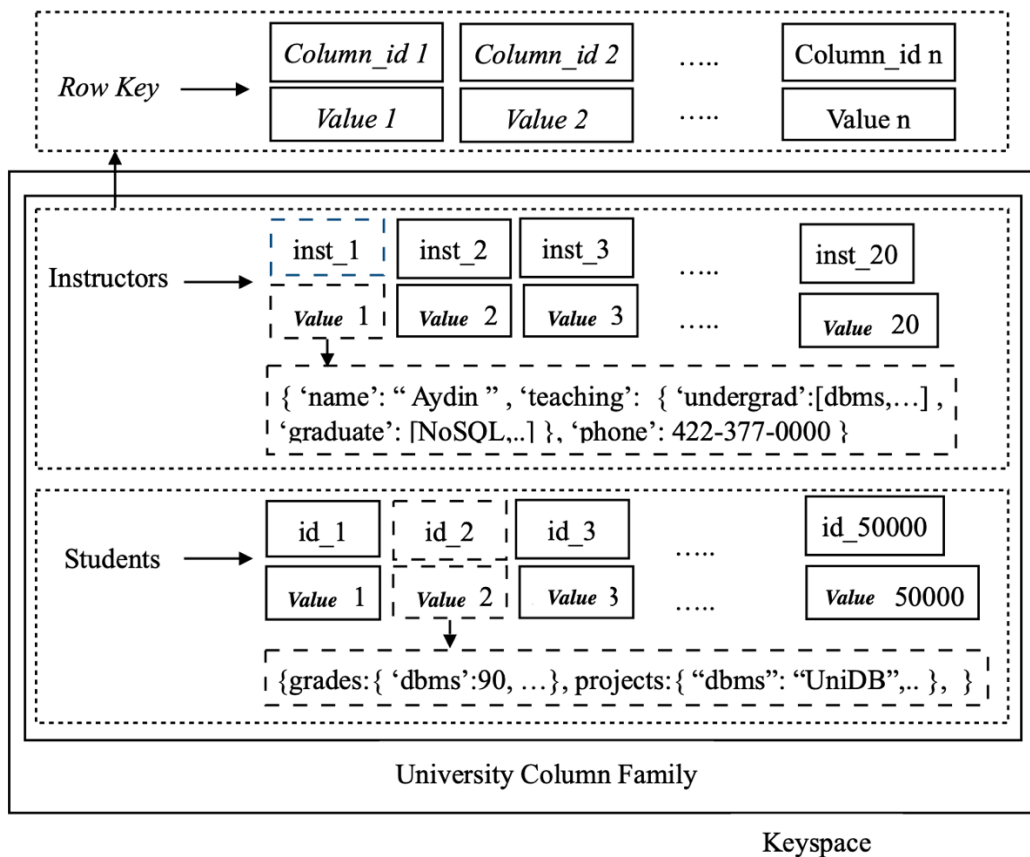 Column_id 1 Column_id 2 ….. Column_id n
Row Key
Value 1 Value 2 ….. Value n
inst_1 inst_2 inst_3 ….. inst_20
Instructors
Value 1 Value 2 Value 3 ….. Value 20
{ ‘name’: “ Aydin ” , ‘teaching’: { ‘undergrad’:[dbms,…] ,
‘graduate’: [NoSQL,..] }, ‘phone’: 422-377-0000 }
id_1 id_2 id_3 ….. id_50000
Students
Value 1 Value 2 Value 3 ….. Value 50000
{grades:{ ‘dbms’:90, …}, projects:{ “dbms”: “UniDB”,.. }, }
University Column Family
Keyspace